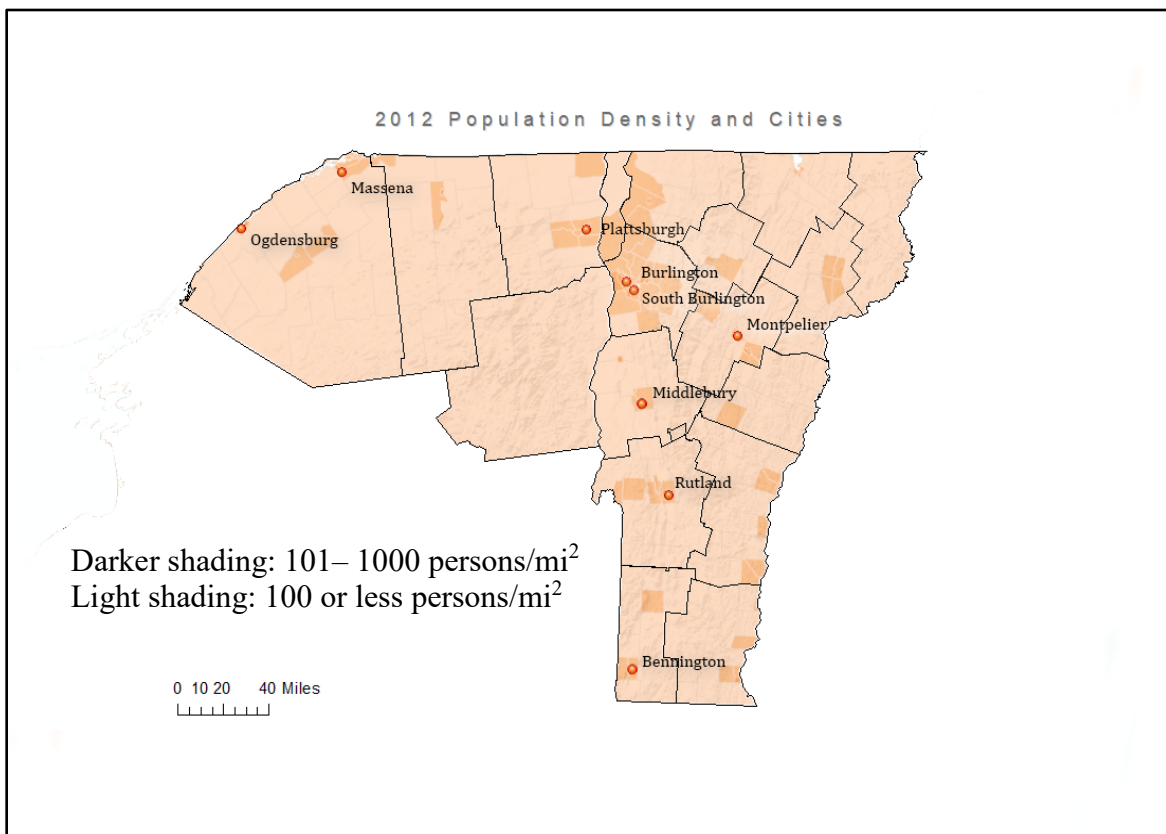 2012 Population Density and Cities
Massena
Ogdensburg
Plattsburgh
Burlington
South Burlington
Montpelier
Middlebury
Rutland
Darker shading: 101– 1000 persons/mi²
Light shading: 100 or less persons/mi²
Bennington
0 10 20 40 Miles